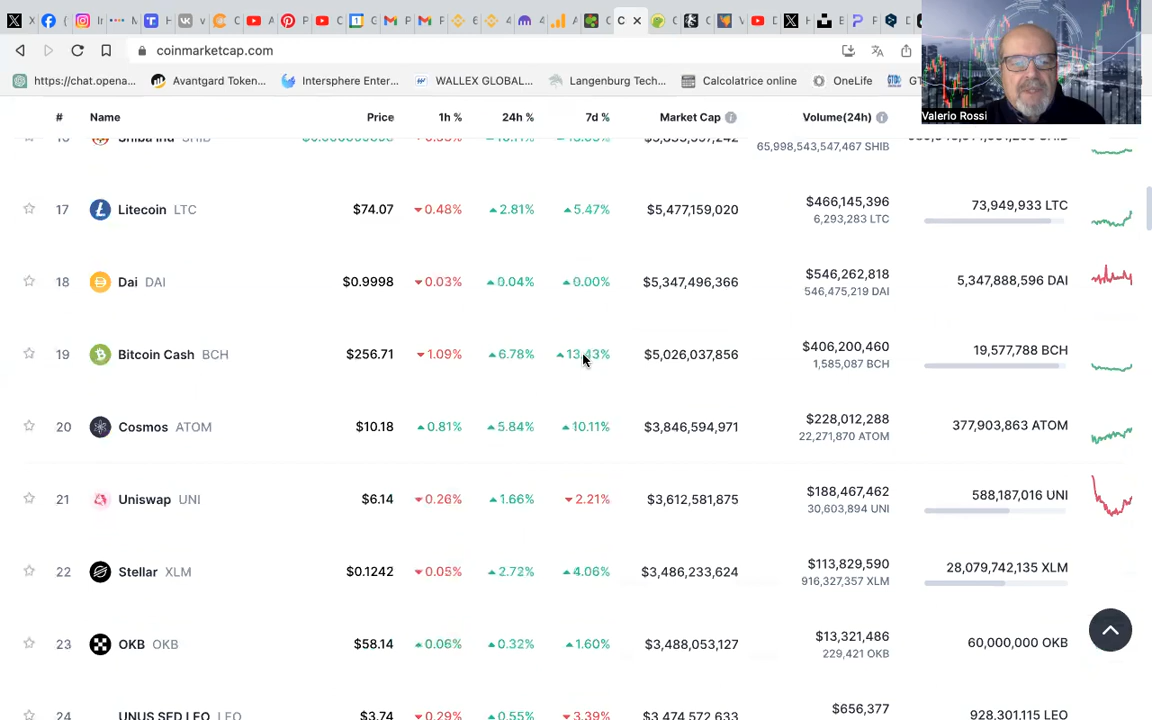 coinmarketcap.com
https://chat.opena... Avantgard Token... Intersphere Enter... WALLEX GLOBAL... Langenburg Tech... Calcolatrice online OneLife
Valerio Rossi
# Name Price 1h % 24h % 7d % Market Cap Volume(24h)
65,998,543,547,467 SHIB
17 Litecoin LTC $74.07 0.48% 2.81% 5.47% $5,477,159,020 $466,145,396 73,949,933 LTC
6,293,283 LTC
18 Dai DAI $0.9998 0.03% 0.04% 0.00% $5,347,496,366 $546,262,818 5,347,888,596 DAI
546,475,219 DAI
19 Bitcoin Cash BCH $256.71 1.09% 6.78% 13.43% $5,026,037,856 $406,200,460 19,577,788 BCH
1,585,087 BCH
20 Cosmos ATOM $10.18 0.81% 5.84% 10.11% $3,846,594,971 $228,012,288 377,903,863 ATOM
22,271,870 ATOM
21 Uniswap UNI $6.14 0.26% 1.66% 2.21% $3,612,581,875 $188,467,462 588,187,016 UNI
30,603,894 UNI
22 Stellar XLM $0.1242 0.05% 2.72% 4.06% $3,486,233,624 $113,829,590 28,079,742,135 XLM
916,327,357 XLM
23 OKB OKB $58.14 0.06% 0.32% 1.60% $3,488,053,127 $13,321,486 60,000,000 OKB
229,421 OKB
24 UNUS SED LEO LEO $3.74 0.29% 0.55% 3.39% $3,474,572,633 $656,377 928,301,115 LEO